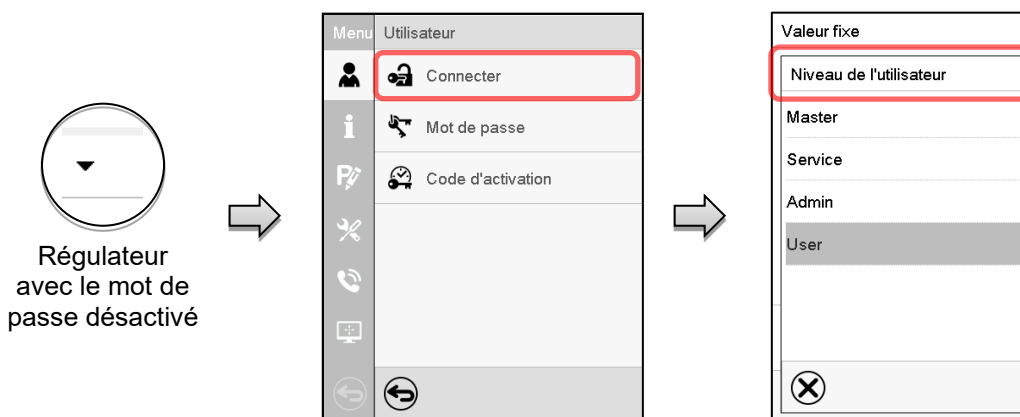 Régulateur
avec le mot de
passe désactivé
Menu
Utilisateur
Connecter
Mot de passe
Code d'activation
Valeur fixe
Niveau de l'utilisateur
Master
Service
Admin
User